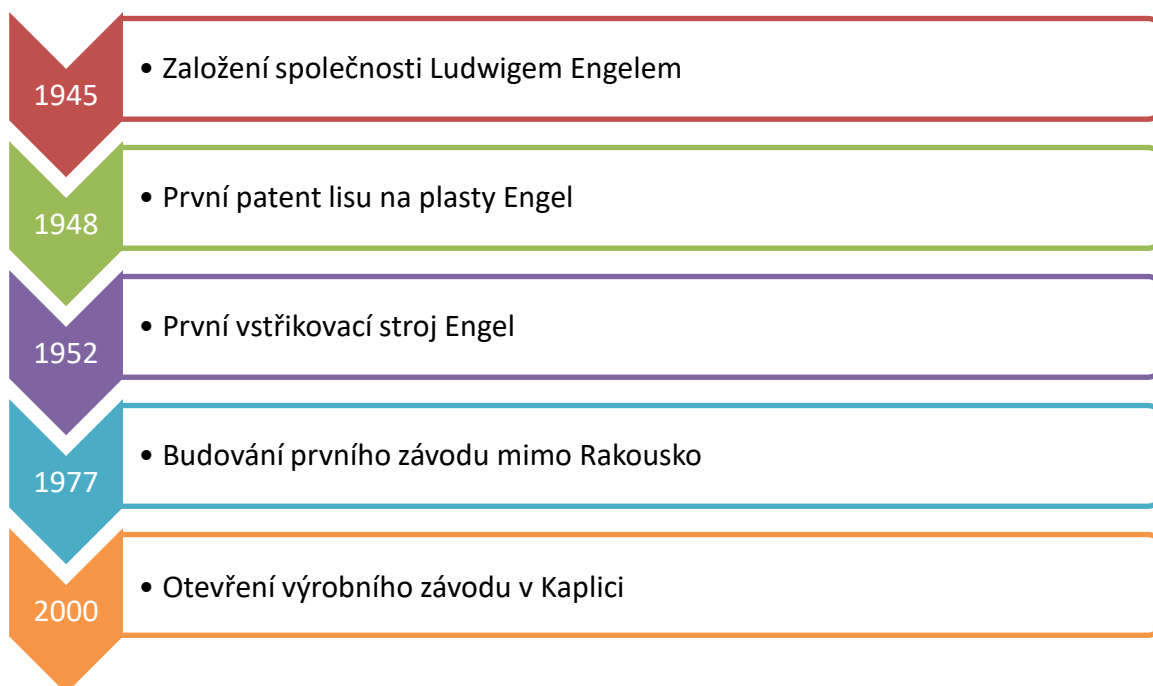 1945
• Založení společnosti Ludwigem Engelem
1948
• První patent lisu na plasty Engel
1952
• První vstřikovací stroj Engel
1977
• Budování prvního závodu mimo Rakousko
2000
• Otevření výrobního závodu v Kaplici